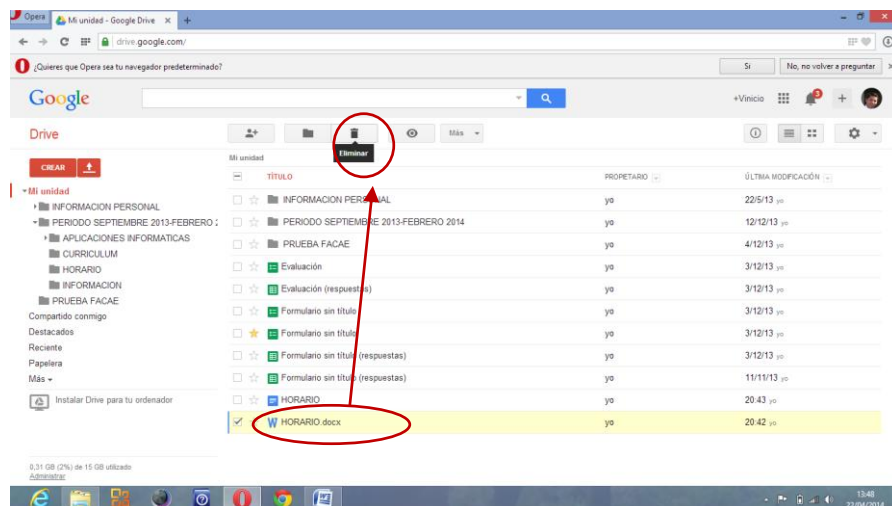 Opera
Mi unidad - Google Drive
drive.google.com/
¿Quieres que Opera sea tu navegador predeterminado?
Si
No, no volver a preguntar
Google
+Vinicio
3
Drive
Más
Eliminar
CREAR
Mi unidad
TÍTULO
PROPIETARIO
ÚLTIMA MODIFICACIÓN
Mi unidad
INFORMACION PERSONAL
PERIODO SEPTIEMBRE 2013-FEBRERO 2
APLICACIONES INFORMATICAS
CURRICULUM
HORARIO
INFORMACION
PRUEBA FACAE
Compartido conmigo
Destacados
Reciente
Papelera
Más
Instalar Drive para tu ordenador
INFORMACION PERSONAL yo 22/5/13 yo
PERIODO SEPTIEMBRE 2013-FEBRERO 2014 yo 12/12/13 yo
PRUEBA FACAE yo 4/12/13 yo
Evaluación yo 3/12/13 yo
Evaluación (respuestas) yo 3/12/13 yo
Formulario sin título yo 3/12/13 yo
Formulario sin título yo 3/12/13 yo
Formulario sin título (respuestas) yo 3/12/13 yo
Formulario sin título (respuestas) yo 11/11/13 yo
HORARIO yo 20:43 yo
HORARIO.docx yo 20:42 yo
0,31 GB (2%) de 15 GB utilizado
Administrar
13:48
22/04/2014